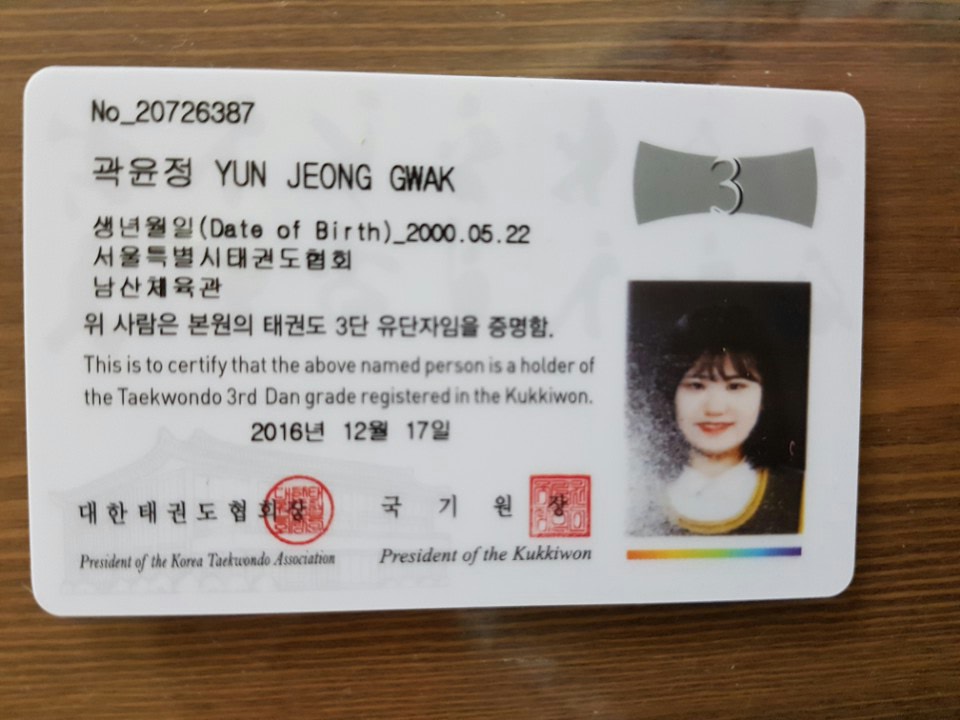 No_20726387
3
곽윤정 YUN JEONG GWAK
생년월일(Date of Birth)_2000.05.22
서울특별시태권도협회
남산체육관
위 사람은 본원의 태권도 3단 유단자임을 증명함.
This is to certify that the above named person is a holder of
the Taekwondo 3rd Dan grade registered in the Kukkiwon.
2016년 12월 17일
대한태권도협회장
President of the Korea Taekwondo Association
국기원장
President of the Kukkiwon